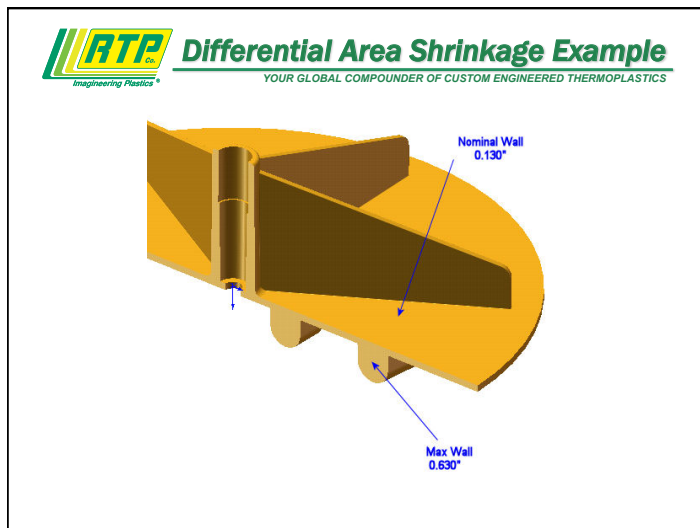 RTP
Co.
Imagineering Plastics®
Differential Area Shrinkage Example
YOUR GLOBAL COMPOUNDER OF CUSTOM ENGINEERED THERMOPLASTICS
Nominal Wall
0.130"
Max Wall
0.630"